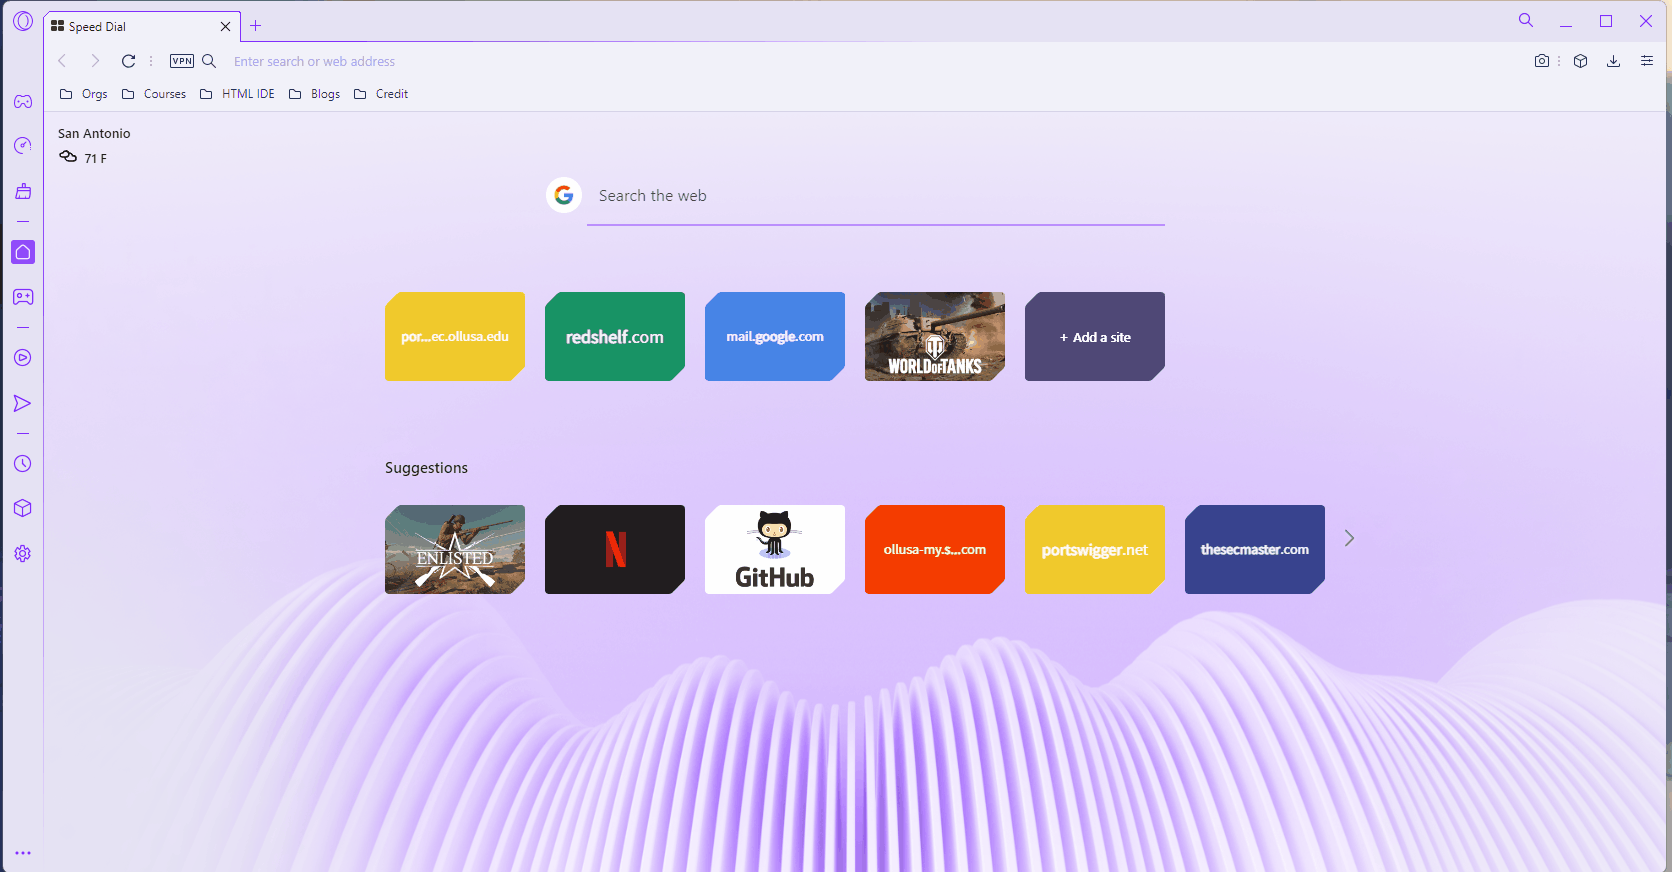 Speed Dial
VPN
Enter search or web address
Orgs
Courses
HTML IDE
Blogs
Credit
San Antonio
71 F
Search the web
por...ec.ollusa.edu
redshelf.com
mail.google.com
WORLD OF TANKS
+ Add a site
Suggestions
ENLISTED
N
GitHub
ollusa-my.s...com
portswigger.net
thesecmaster.com